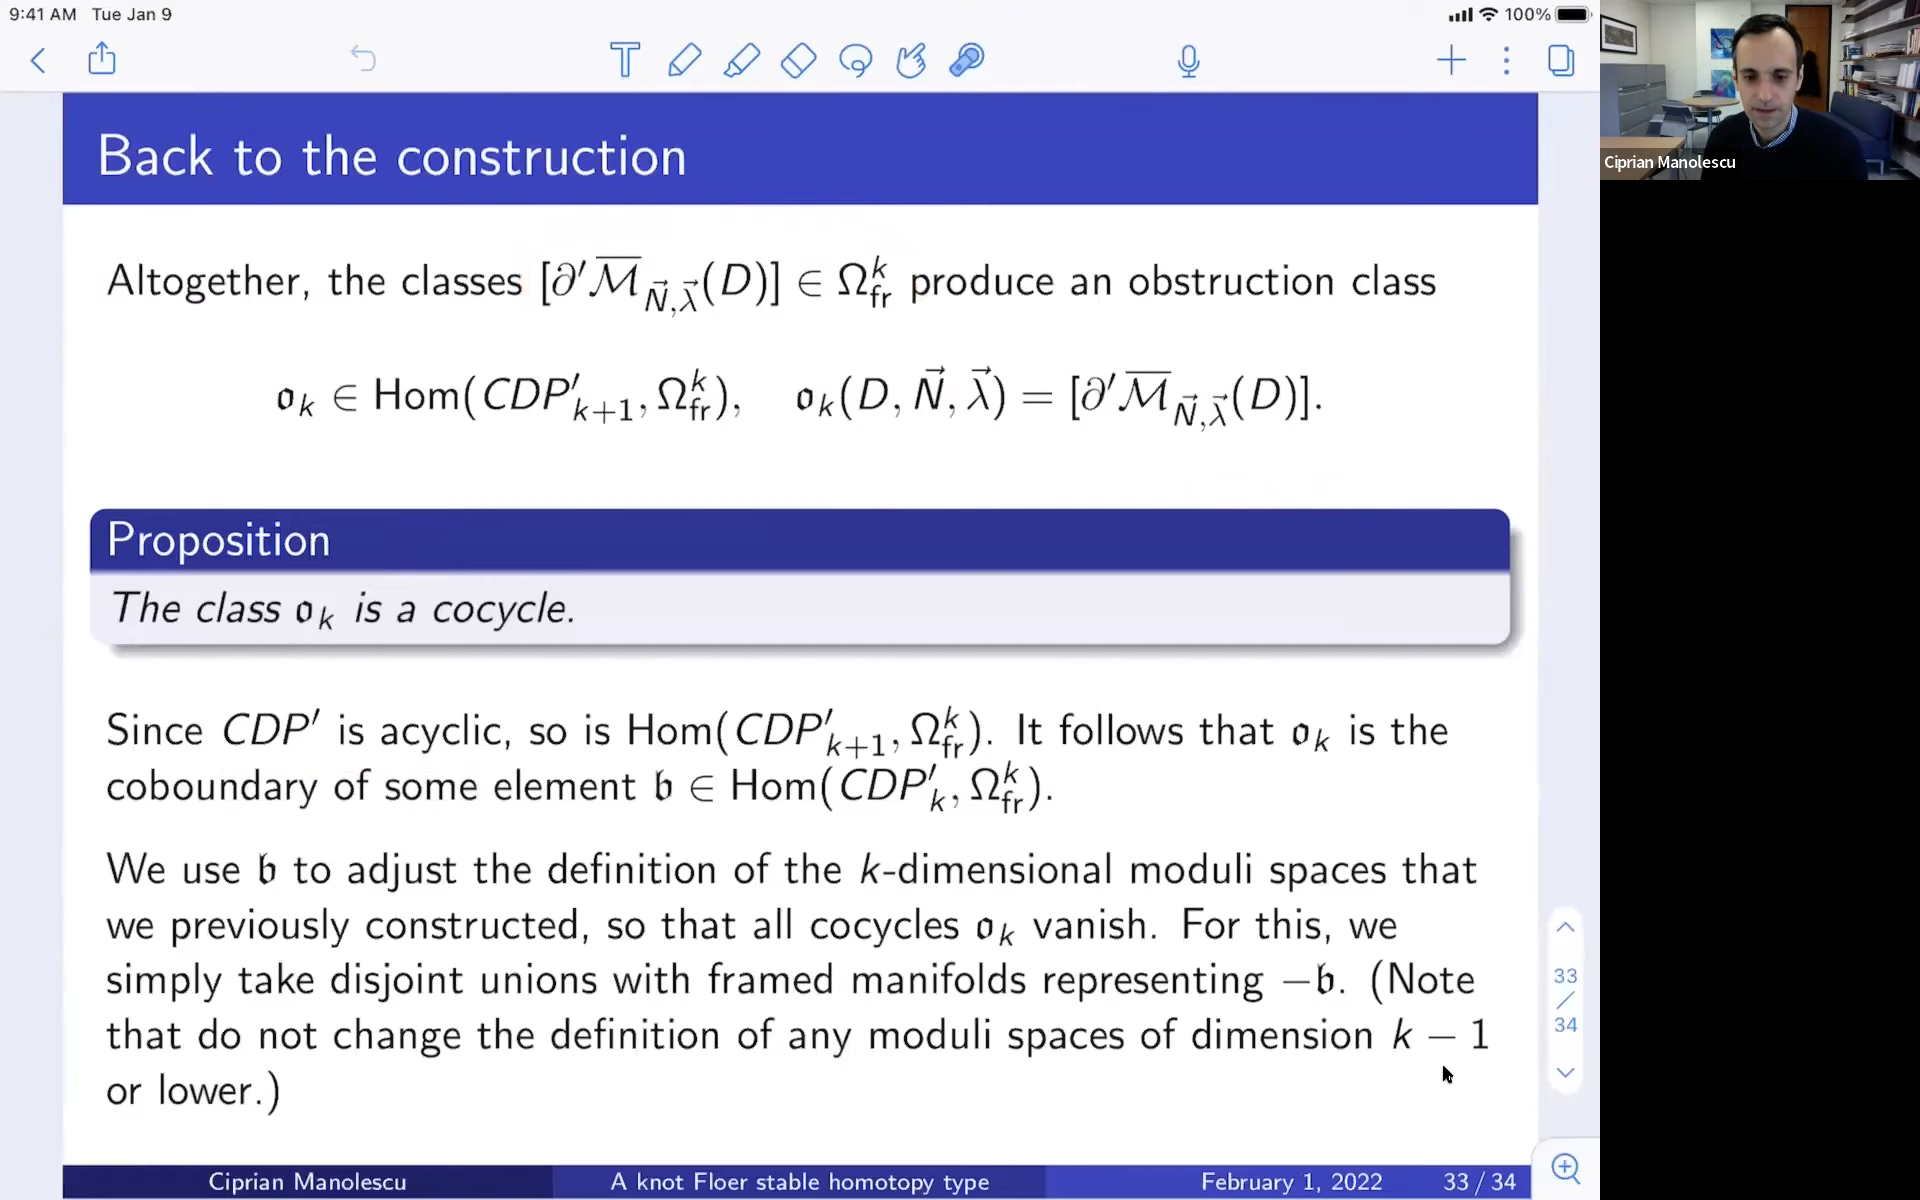 9:41 AM Tue Jan 9
100%
Ciprian Manolescu
Back to the construction
Altogether, the classes [∂′ℳ̅_{N⃗,λ⃗}(D)] ∈ Ω^k_fr produce an obstruction class
𝔬_k ∈ Hom(CDP′_{k+1}, Ω^k_fr), 𝔬_k(D, N⃗, λ⃗) = [∂′ℳ̅_{N⃗,λ⃗}(D)].
Proposition
The class 𝔬_k is a cocycle.
Since CDP′ is acyclic, so is Hom(CDP′_{k+1}, Ω^k_fr). It follows that 𝔬_k is the
coboundary of some element 𝔟 ∈ Hom(CDP′_k, Ω^k_fr).
We use 𝔟 to adjust the definition of the k-dimensional moduli spaces that
we previously constructed, so that all cocycles 𝔬_k vanish. For this, we
simply take disjoint unions with framed manifolds representing −𝔟. (Note
that do not change the definition of any moduli spaces of dimension k − 1
or lower.)
33
/
34
Ciprian Manolescu A knot Floer stable homotopy type February 1, 2022 33 / 34